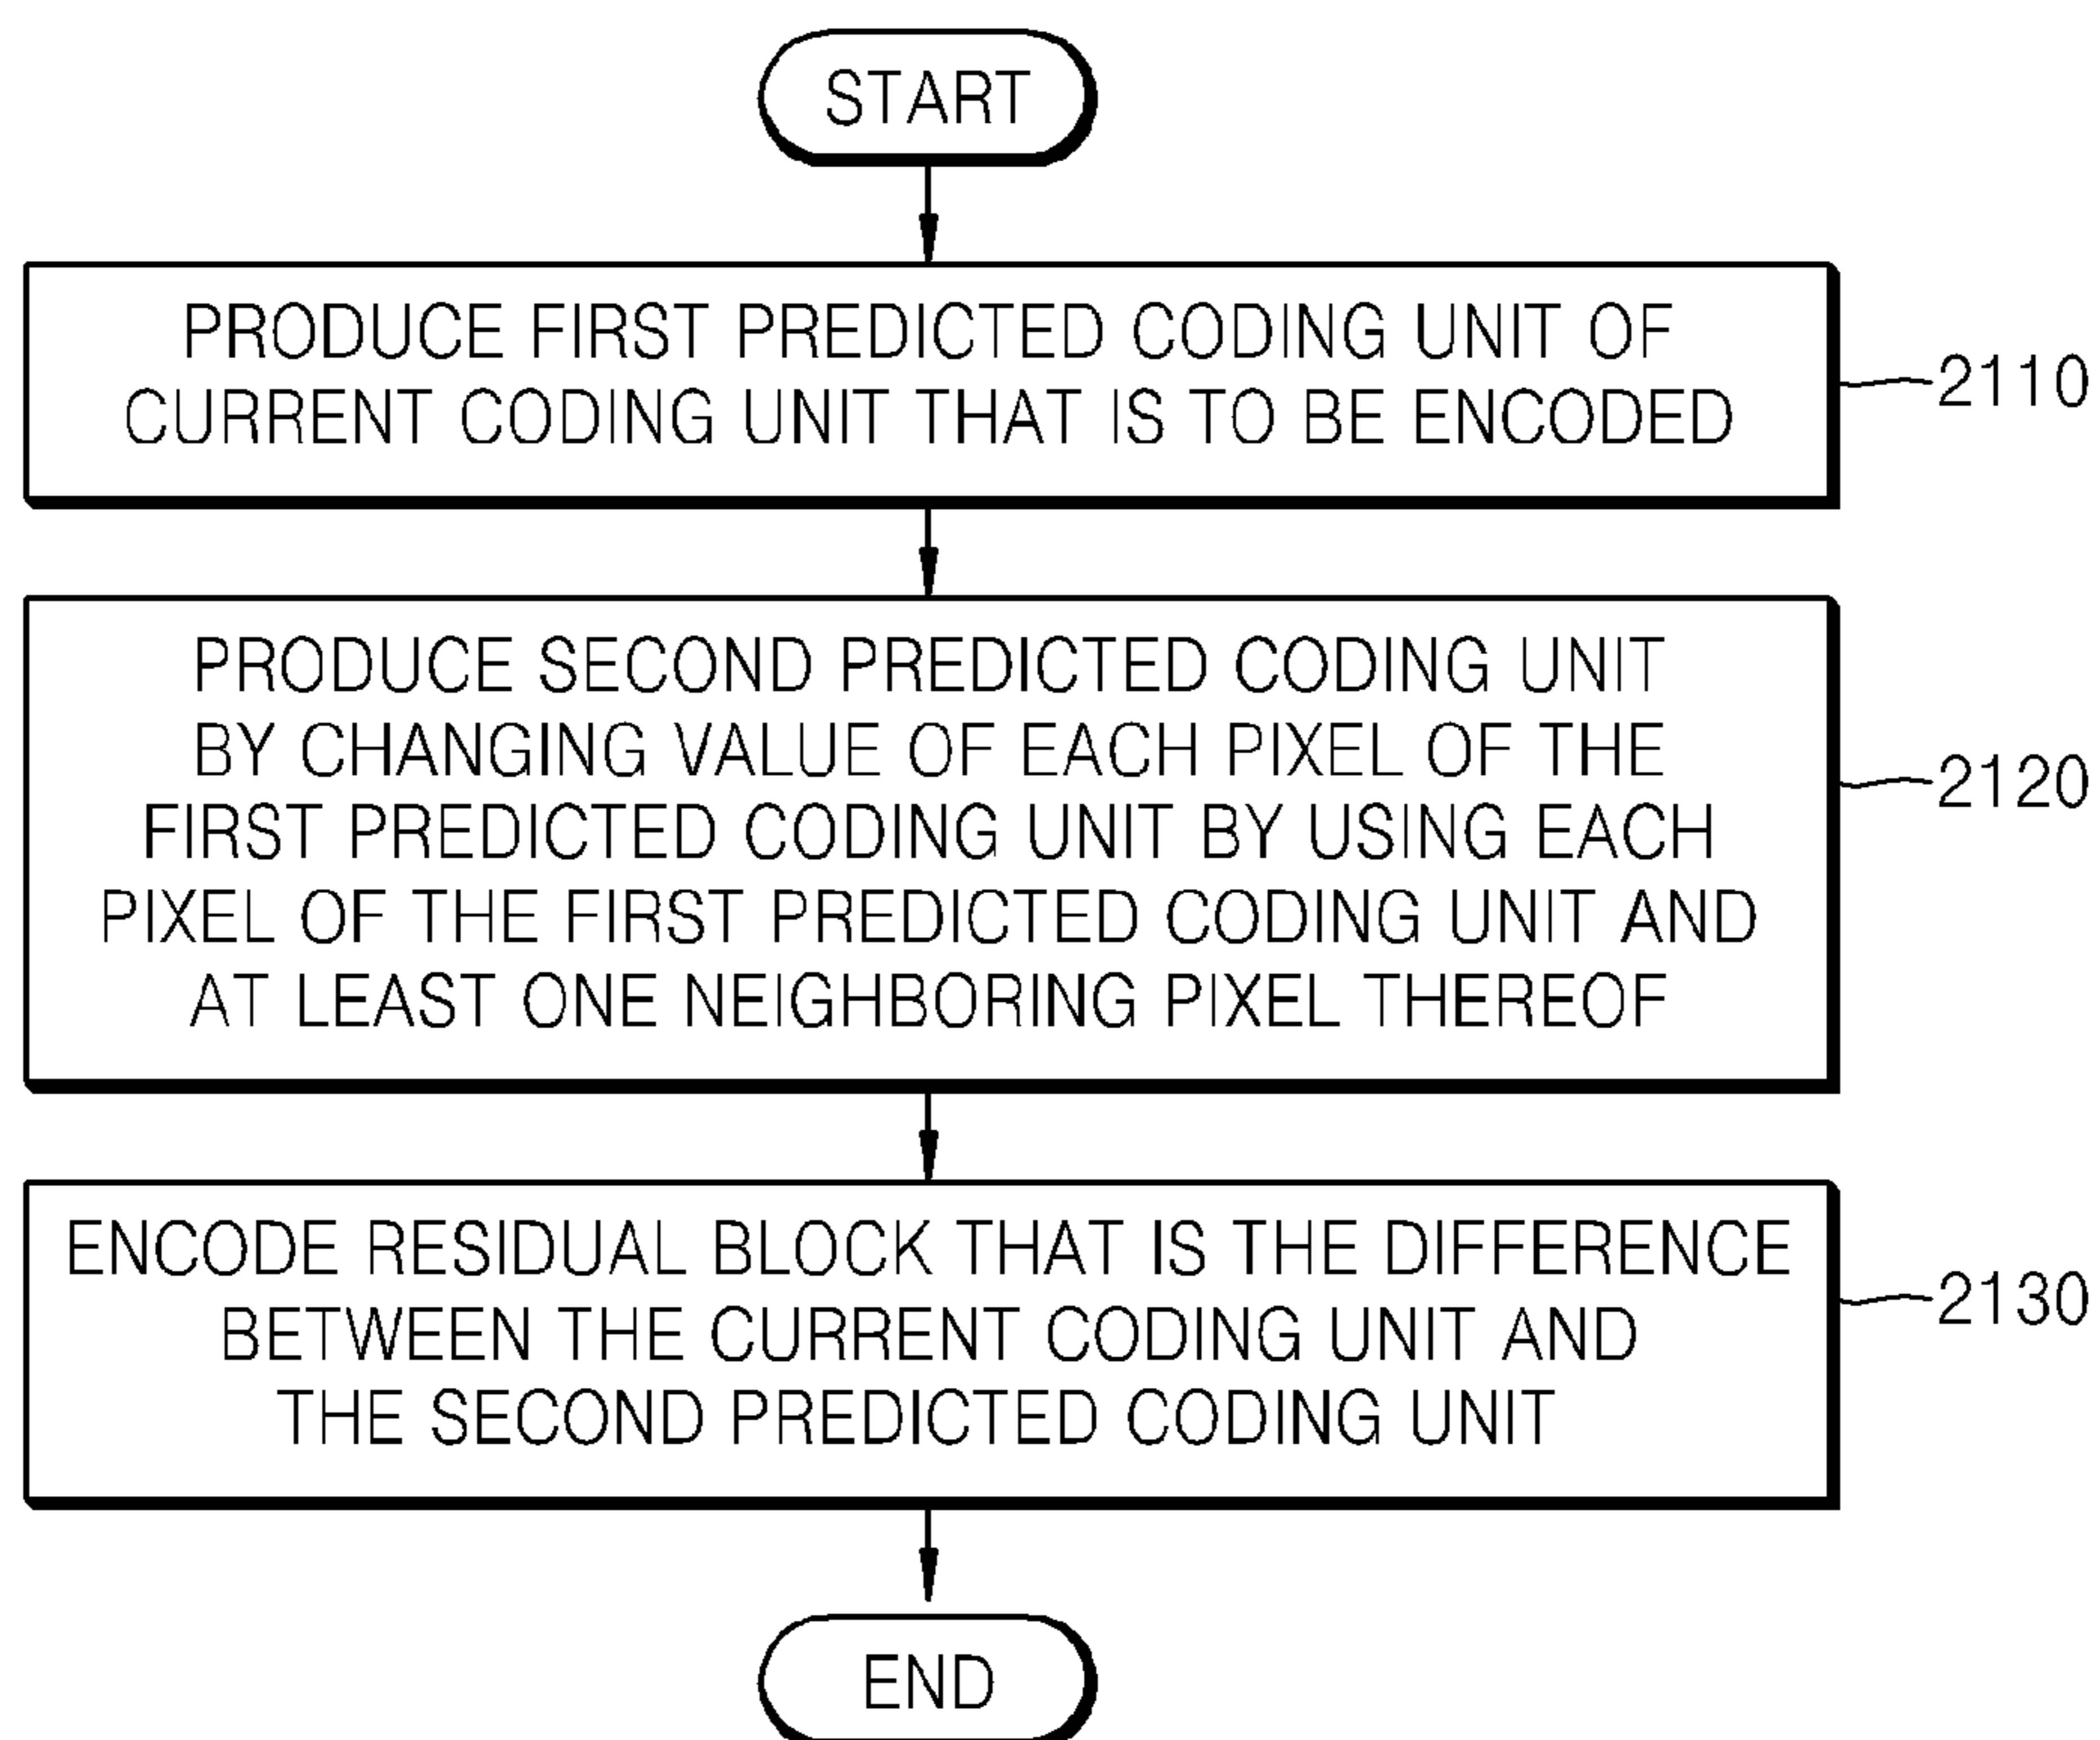 START
PRODUCE FIRST PREDICTED CODING UNIT OF
CURRENT CODING UNIT THAT IS TO BE ENCODED
2110
PRODUCE SECOND PREDICTED CODING UNIT
BY CHANGING VALUE OF EACH PIXEL OF THE
FIRST PREDICTED CODING UNIT BY USING EACH
PIXEL OF THE FIRST PREDICTED CODING UNIT AND
AT LEAST ONE NEIGHBORING PIXEL THEREOF
2120
ENCODE RESIDUAL BLOCK THAT IS THE DIFFERENCE
BETWEEN THE CURRENT CODING UNIT AND
THE SECOND PREDICTED CODING UNIT
2130
END